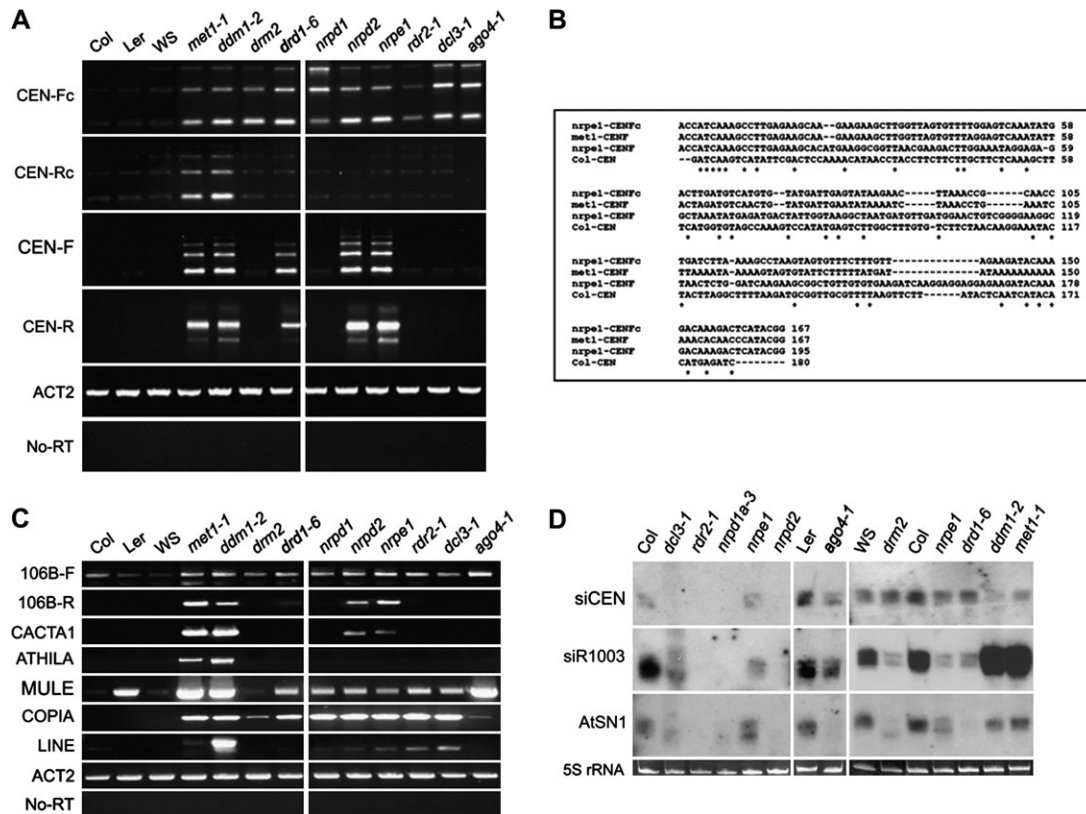 A
Col Ler WS met1-1 ddm1-2 drm2 drd1-6 nrpd1 nrpd2 nrpe1 rdr2-1 dcl3-1 ago4-1
CEN-Fc
CEN-Rc
CEN-F
CEN-R
ACT2
No-RT
B
nrpe1-CENFc ACCATCAAAGCCTTGAGAAGCAA--GAAGAAGCTTGGTTAGTGTTTTGGAGTCAAATATG 58
met1-CENF ACCATCAAAGCCTTGAGAAGCAA--GAAGAAGCTTGGTTAGTGTTTTGGAGTCAAATATT 58
nrpe1-CENF ACCATCAAAGCCTTGAGAAGCACATGAAGGCGGTTAACGAAGACTTGGAAATAGGAGA-G 59
Col-CEN --GATCAAGTCATATTCGACTCCAAAACATAACCTACCTTCTTCTTGCTTCTCAAAGCTT 58
nrpe1-CENFc ACTTGATGTCATGTG--TATGATTGAGTATAAGAAC-----TTAAACCG-----CAACC 105
met1-CENF ACTAGATGTCAACTG--TATGATTGAATATAAAATC-----TAAACCTG-----CAATC 105
nrpe1-CENF GCTAAATATGAGATGACTATTGGTAAGGCTAATGATGTTGATGGAACTGTCGGGGAAGGC 119
Col-CEN TCATGGTGTAGCCAAAGTCCATATGAGTCTTGGCTTTGTG-TCTTCTAACAAGGAAATAC 117
nrpe1-CENFc TGATCTTA-AAAGCCTAAGTAGTGTTTCTTTGTT--------------AGAAGATACAAA 150
met1-CENF TTAAAATA-AAAATTTAAGTATTCTTTTTATGTT--------------ATAAAAAAAAAA 150
nrpe1-CENF TAACTCTG-GATCAAGAAGCGGCTGTGTGTGAAGATCAAGGAGGAGGAGAAGATACAAA 178
Col-CEN TACTTAGGCTTTTAAGATGCGGTTGCGTTTAAGTTCTT------ATACTCAATCATACA 171
nrpe1-CENFc GACAAAGACTCATACGG 167
met1-CENF AAACACAACCCATACGG 167
nrpe1-CENF GACAAAGACTCATACGG 195
Col-CEN CATGAGATC-------- 180
C
Col Ler WS met1-1 ddm1-2 drm2 drd1-6 nrpd1 nrpd2 nrpe1 rdr2-1 dcl3-1 ago4-1
106B-F
106B-R
CACTA1
ATHILA
MULE
COPIA
LINE
ACT2
No-RT
D
Col dcl3-1 rdr2-1 nrpd1a-3 nrpe1 nrpd2 Ler ago4-1 WS drm2 Col nrpe1 drd1-6 ddm1-2 met1-1
siCEN
siR1003
AtSN1
5S rRNA